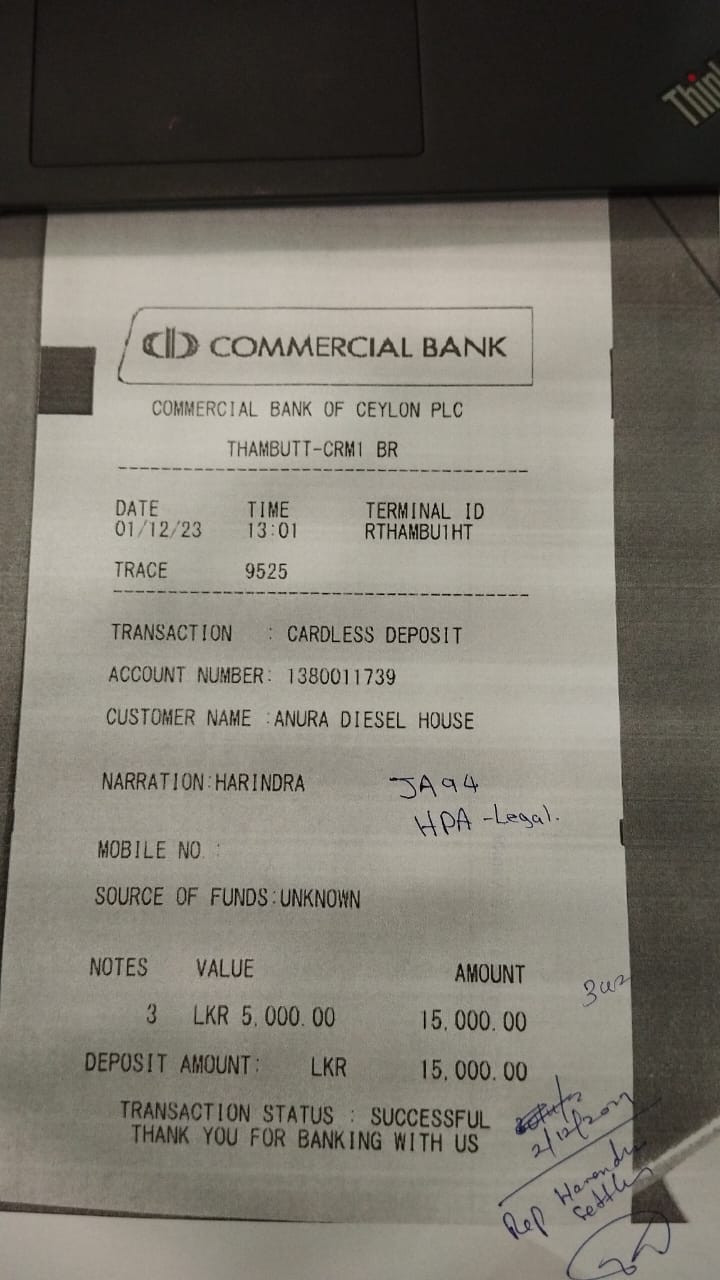 Think
COMMERCIAL BANK
COMMERCIAL BANK OF CEYLON PLC
THAMBUTT-CRM1 BR
DATE TIME TERMINAL ID
01/12/23 13:01 RTHAMBU1HT
TRACE 9525
TRANSACTION : CARDLESS DEPOSIT
ACCOUNT NUMBER: 1380011739
CUSTOMER NAME :ANURA DIESEL HOUSE
NARRATION:HARINDRA JA94
HPA-Legal.
MOBILE NO :
SOURCE OF FUNDS:UNKNOWN
NOTES VALUE AMOUNT
3 LKR 5,000.00 15,000.00
DEPOSIT AMOUNT: LKR 15,000.00
TRANSACTION STATUS : SUCCESSFUL
THANK YOU FOR BANKING WITH US
Rep